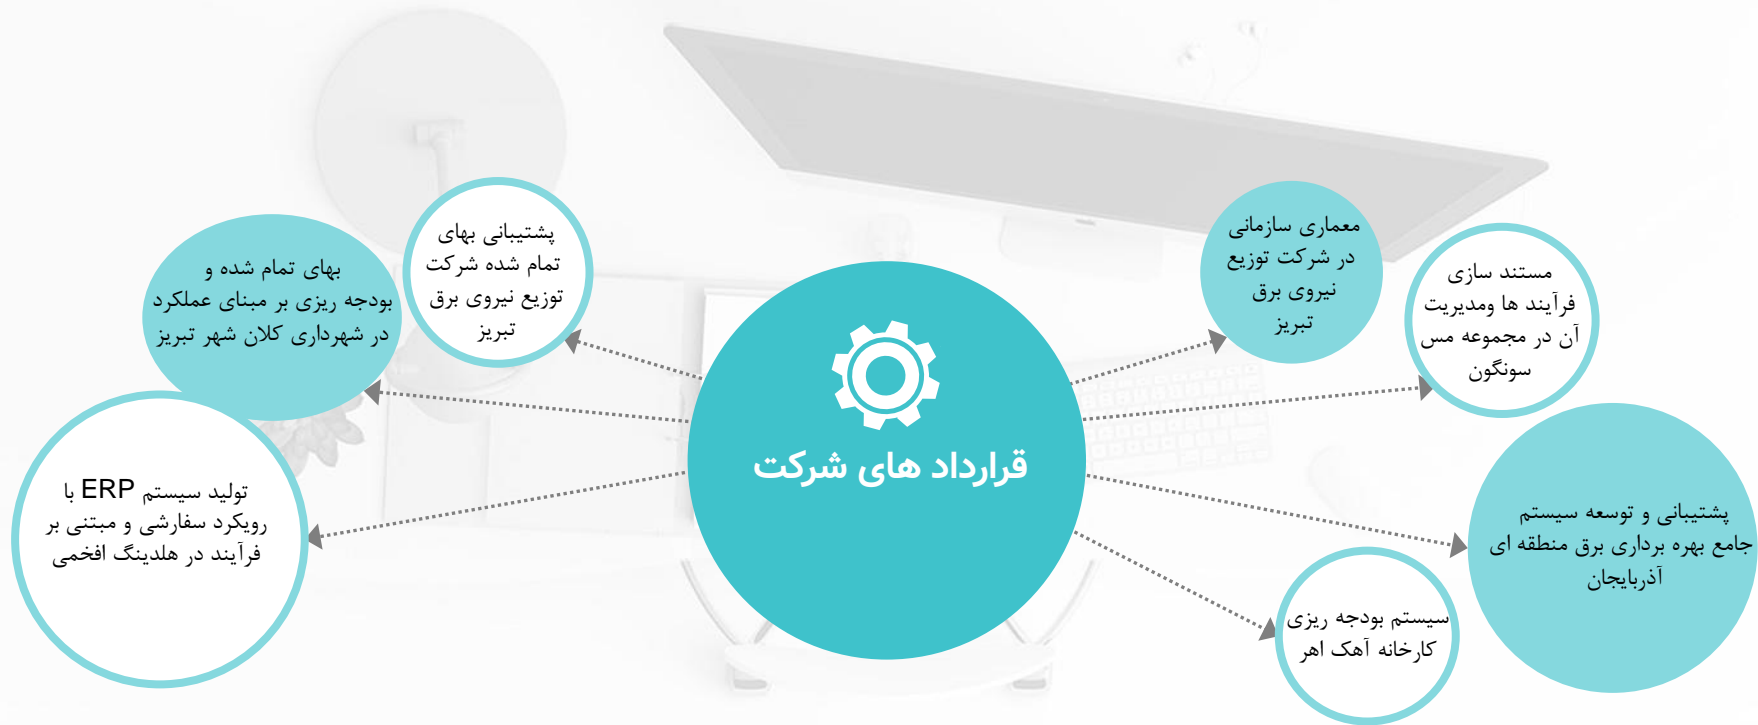 قرارداد های شرکت
معماری سازمانی
در شرکت توزیع
نیروی برق
تبریز
مستند سازی
فرآیند ها ومدیریت
آن در مجموعه مس
سونگون
پشتیبانی و توسعه سیستم
جامع بهره برداری برق منطقه ای
آذربایجان
سیستم بودجه ریزی
کارخانه آهک اهر
پشتیبانی بهای
تمام شده شرکت
توزیع نیروی برق
تبریز
بهای تمام شده و
بودجه ریزی بر مبنای عملکرد
در شهرداری کلان شهر تبریز
تولید سیستم ERP با
رویکرد سفارشی و مبتنی بر
فرآیند در هلدینگ افخمی